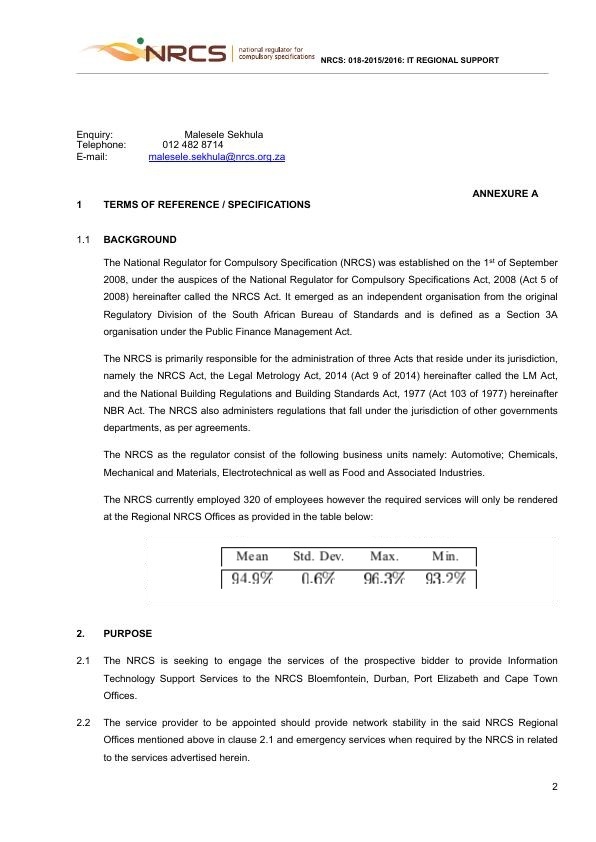 NRCS national regulator for
compulsory specifications NRCS: 018-2015/2016: IT REGIONAL SUPPORT
Enquiry: Malesele Sekhula
Telephone: 012 482 8714
E-mail: malesele.sekhula@nrcs.org.za
ANNEXURE A
1 TERMS OF REFERENCE / SPECIFICATIONS
1.1 BACKGROUND
The National Regulator for Compulsory Specification (NRCS) was established on the 1st of September
2008, under the auspices of the National Regulator for Compulsory Specifications Act, 2008 (Act 5 of
2008) hereinafter called the NRCS Act. It emerged as an independent organisation from the original
Regulatory Division of the South African Bureau of Standards and is defined as a Section 3A
organisation under the Public Finance Management Act.
The NRCS is primarily responsible for the administration of three Acts that reside under its jurisdiction,
namely the NRCS Act, the Legal Metrology Act, 2014 (Act 9 of 2014) hereinafter called the LM Act,
and the National Building Regulations and Building Standards Act, 1977 (Act 103 of 1977) hereinafter
NBR Act. The NRCS also administers regulations that fall under the jurisdiction of other governments
departments, as per agreements.
The NRCS as the regulator consist of the following business units namely: Automotive; Chemicals,
Mechanical and Materials, Electrotechnical as well as Food and Associated Industries.
The NRCS currently employed 320 of employees however the required services will only be rendered
at the Regional NRCS Offices as provided in the table below:
Mean Std. Dev. Max. Min.
94.9% 0.6% 96.3% 93.2%
2. PURPOSE
2.1 The NRCS is seeking to engage the services of the prospective bidder to provide Information
Technology Support Services to the NRCS Bloemfontein, Durban, Port Elizabeth and Cape Town
Offices.
2.2 The service provider to be appointed should provide network stability in the said NRCS Regional
Offices mentioned above in clause 2.1 and emergency services when required by the NRCS in related
to the services advertised herein.
2